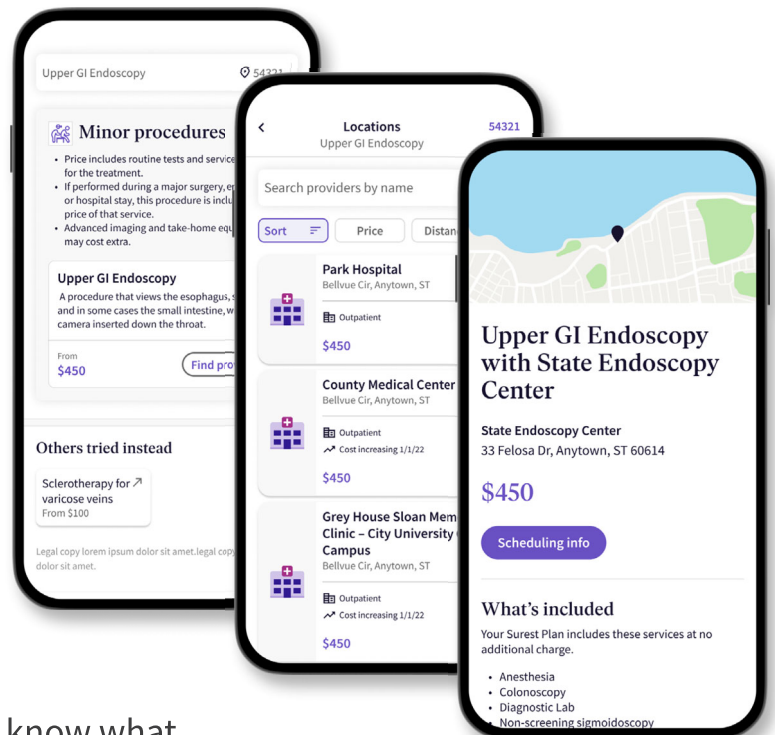 Upper GI Endoscopy
54321
Minor procedures
• Price includes routine tests and service
for the treatment.
• If performed during a major surgery,
or hospital stay, this procedure is
price of that service.
• Advanced imaging and take-home
may cost extra.
Upper GI Endoscopy
A procedure that views the esophagus,
and in some cases the small intestine,
camera inserted down the throat.
From
$450
Find
Others tried instead
Sclerotherapy for
varicose veins
From $100
Legal copy lorem ipsum dolor sit amet.legal copy
dolor sit amet.
Locations
54321
Upper GI Endoscopy
Search providers by name
Sort
Price
Park Hospital
Bellvue Cir, Anytown, ST
Outpatient
$450
County Medical Center
Bellvue Cir, Anytown, ST
Outpatient
Cost increasing 1/1/22
$450
Grey House Sloan Mem
Clinic – City University
Campus
Bellvue Cir, Anytown, ST
Outpatient
Cost increasing 1/1/22
$450
Upper GI Endoscopy
with State Endoscopy
Center
State Endoscopy Center
33 Felosa Dr, Anytown, ST 60614
$450
Scheduling info
What's included
Your Surest Plan includes these services at no
additional charge.
• Anesthesia
• Colonoscopy
• Diagnostic Lab
• Non-screening sigmoidoscopy
know what